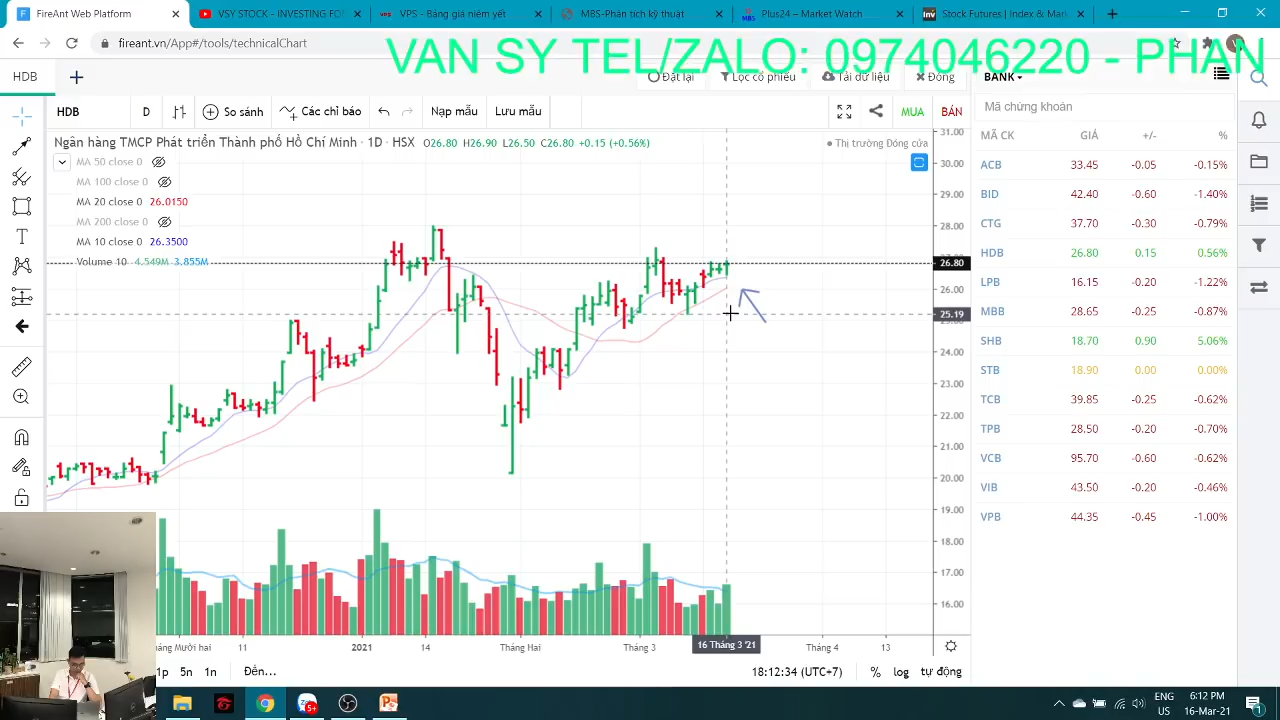 FireAnt Web Platform
VSY STOCK - INVESTING FO
VPS - Bảng giá niêm yết
MBS-Phân tích kỹ thuật
Plus24 – Market Watch
Stock Futures | Index & Mar
fireant.vn/App#/tools/technicalChart
VAN SY TEL/ZALO: 0974046220 - PHAN
HDB
Đặt lại
Lọc cổ phiếu
Tải dữ liệu
Đóng
BANK
HDB
D
So sánh
Các chỉ báo
Nạp mẫu
Lưu mẫu
MUA
BÁN
Mã chứng khoán
Ngân hàng TMCP Phát triển Thành phố Hồ Chí Minh · 1D · HSX O26.80 H26.90 L26.50 C26.80 +0.15 (+0.56%)
Thị trường Đóng cửa
MA 50 close 0
MA 100 close 0
MA 20 close 0 26.0150
MA 200 close 0
MA 10 close 0 26.3500
Volume 10 4.549M 3.855M
31.00
30.00
29.00
28.00
26.80
26.00
25.19
24.00
23.00
22.00
21.00
20.00
19.00
18.00
17.00
16.00
MÃ CK GIÁ +/- %
ACB 33.45 -0.05 -0.15%
BID 42.40 -0.60 -1.40%
CTG 37.70 -0.30 -0.79%
HDB 26.80 0.15 0.56%
LPB 16.15 -0.20 -1.22%
MBB 28.65 -0.25 -0.87%
SHB 18.70 0.90 5.06%
STB 18.90 0.00 0.00%
TCB 39.85 -0.25 -0.62%
TPB 28.50 -0.20 -0.70%
VCB 95.70 -0.60 -0.62%
VIB 43.50 -0.20 -0.46%
VPB 44.35 -0.45 -1.00%
Mười hai 11 2021 14 Tháng Hai Tháng 3 16 Tháng 3 '21 Tháng 4 13
5n 1n Đến... 18:12:34 (UTC+7) % log tự động
5+
ENG
US
6:12 PM
16-Mar-21